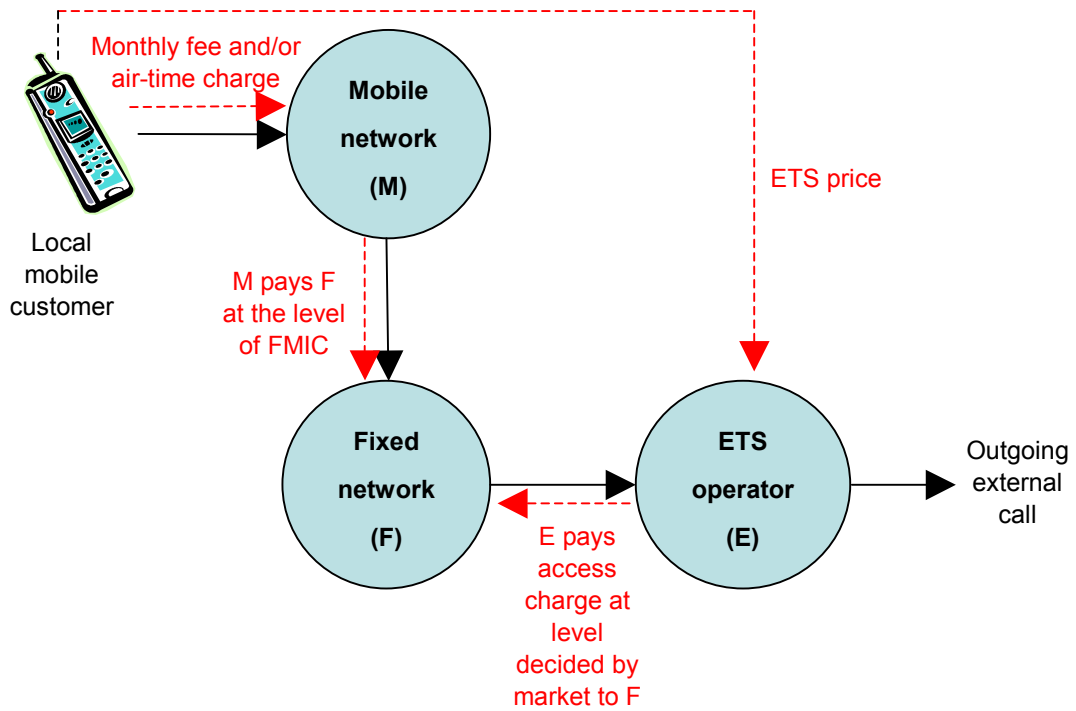 Monthly fee and/or
air-time charge
Mobile
network
(M)
ETS price
Local
mobile
customer
M pays F
at the level
of FMIC
Fixed
network
(F)
ETS
operator
(E)
Outgoing
external
call
E pays
access
charge at
level
decided by
market to F